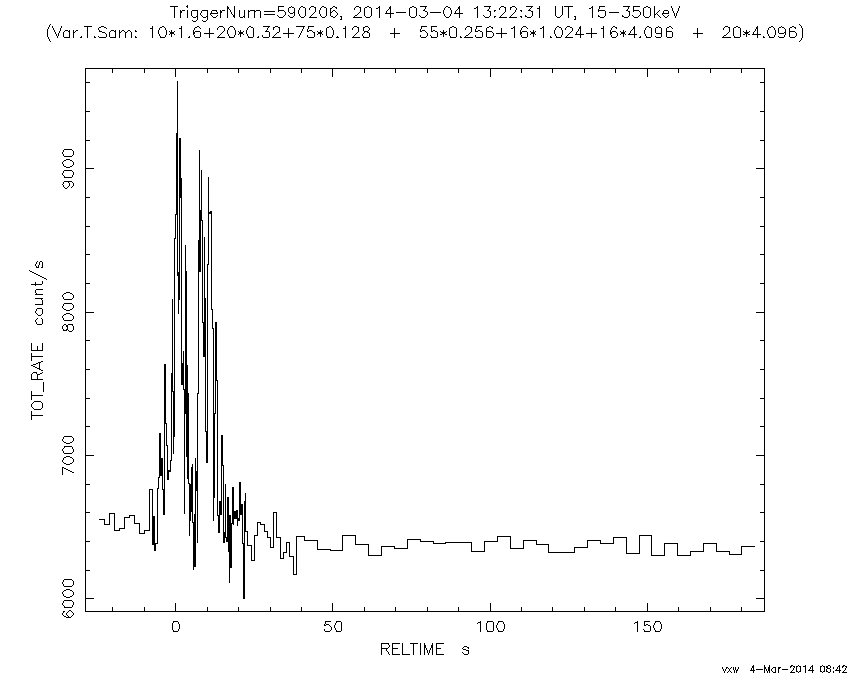 TriggerNum=590206, 2014-03-04 13:22:31 UT, 15-350keV
(Var.T.Sam: 10*1.6+20*0.32+75*0.128 + 55*0.256+16*1.024+16*4.096 + 20*4.096)
9000
8000
7000
6000
TOT_RATE count/s
0 50 100 150
RELTIME s
vxw 4-Mar-2014 08:42